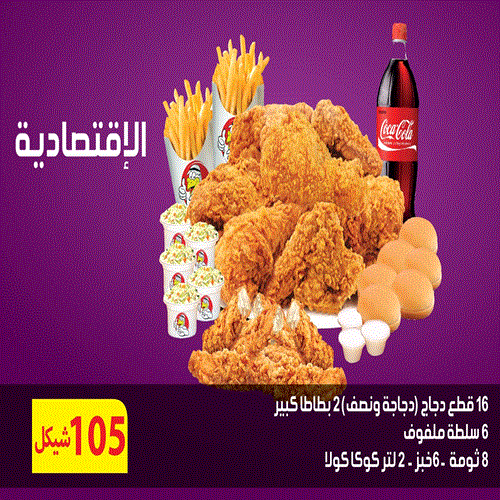 الإقتصادية
Coca-Cola
16 قطع دجاج (دجاجة ونصف) 2 بطاطا كبير
6 سلطة ملفوف
8 ثومة - 6خبز - 2 لتر كوكا كولا
105 شيكل